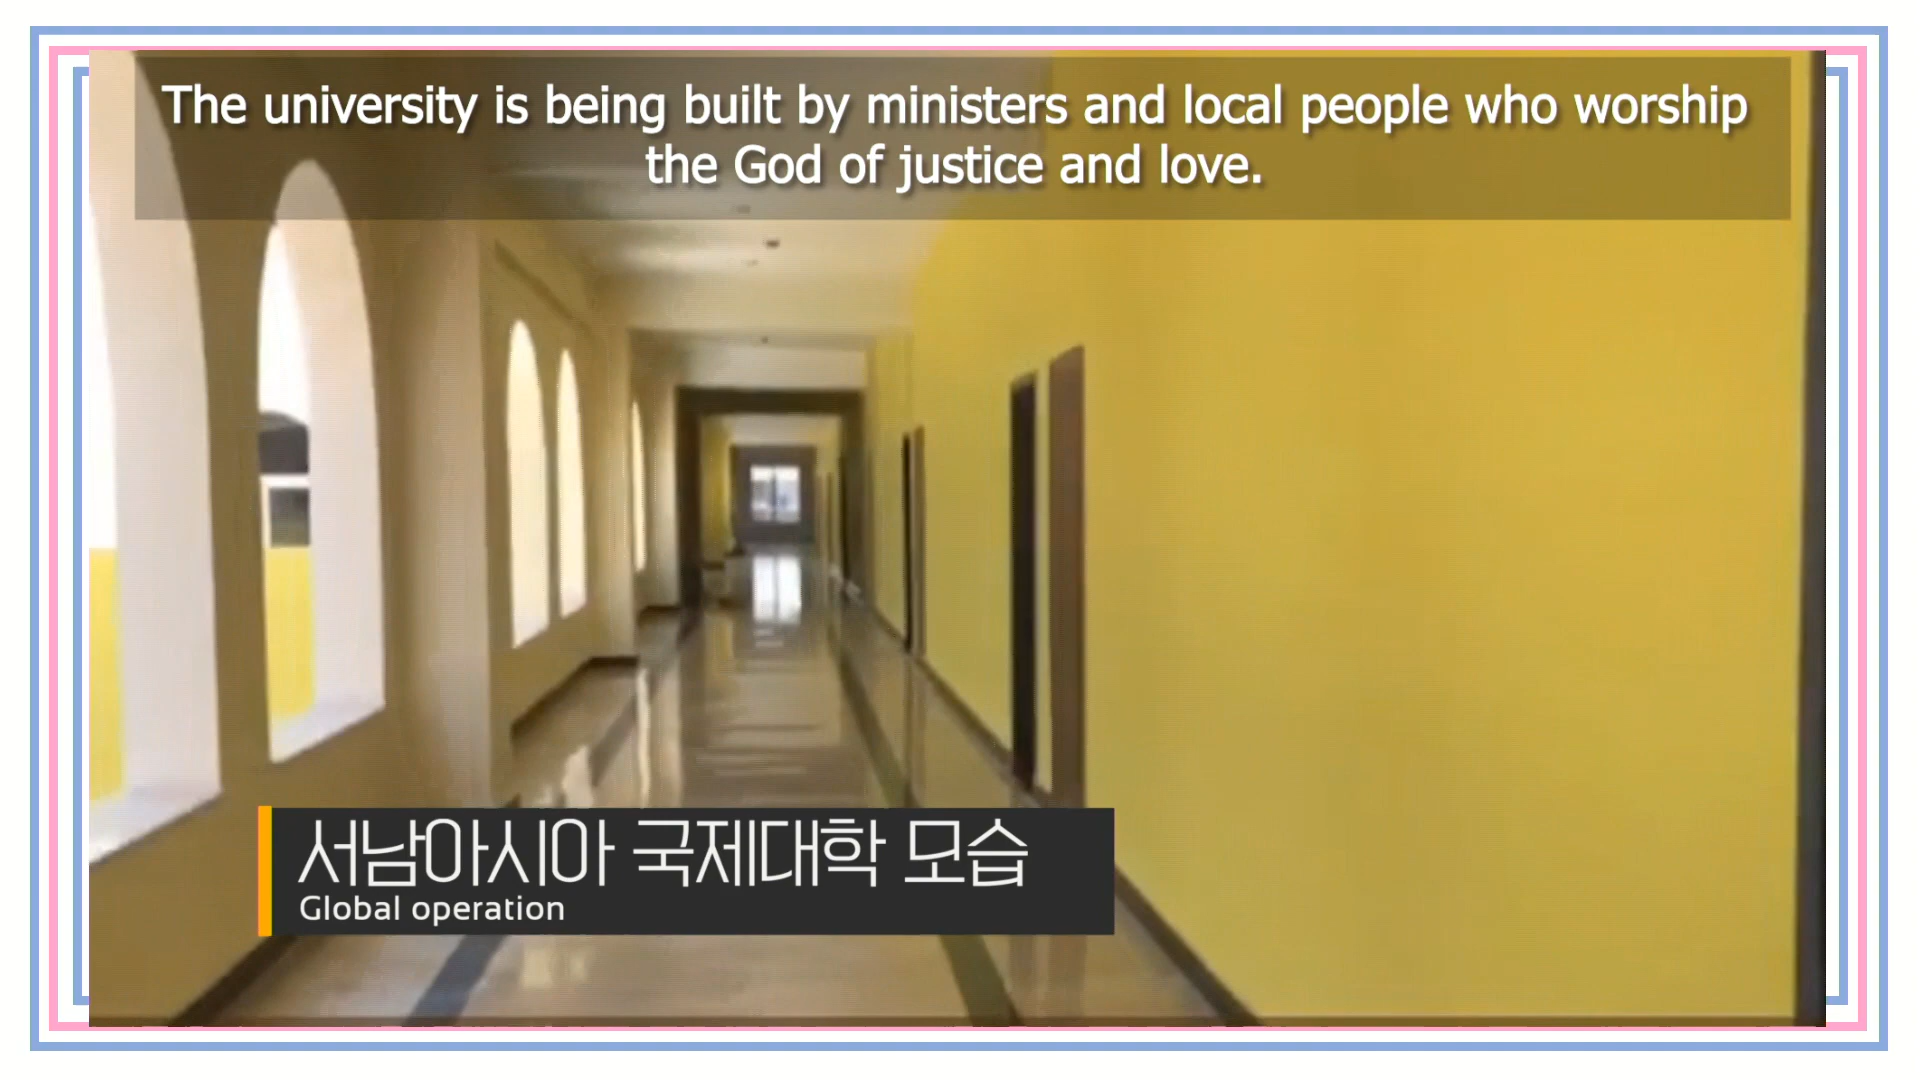 The university is being built by ministers and local people who worship
the God of justice and love.
서남아시아 국제대학 모습
Global operation